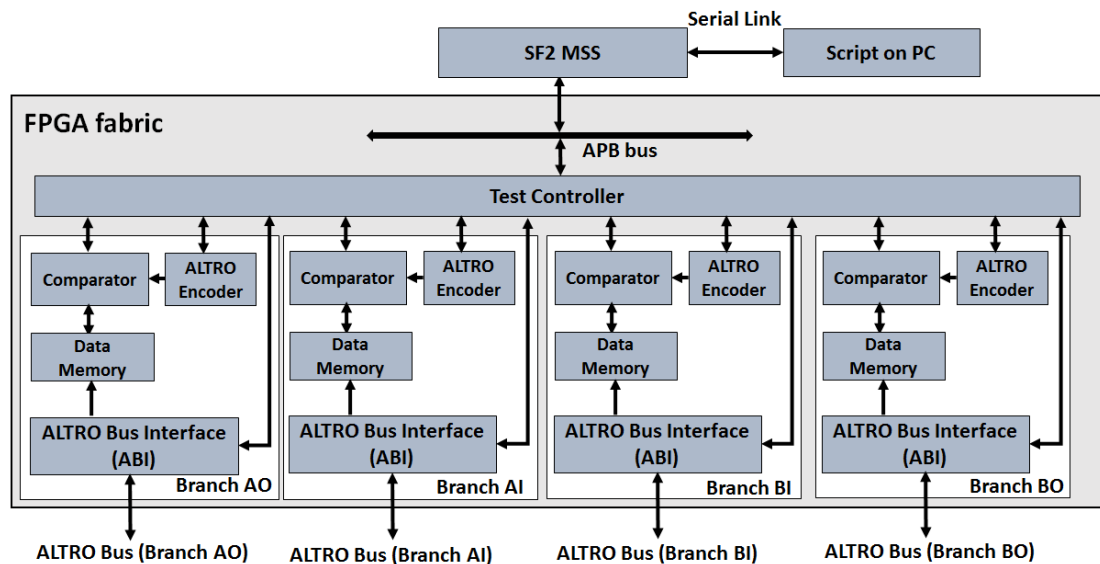 Serial Link
SF2 MSS
Script on PC
FPGA fabric
APB bus
Test Controller
Comparator
ALTRO
Encoder
Data
Memory
ALTRO Bus Interface
(ABI)
Branch AO
Comparator
ALTRO
Encoder
Data
Memory
ALTRO Bus Interface
(ABI)
Branch AI
Comparator
ALTRO
Encoder
Data
Memory
ALTRO Bus Interface
(ABI)
Branch BI
Comparator
ALTRO
Encoder
Data
Memory
ALTRO Bus Interface
(ABI)
Branch BO
ALTRO Bus (Branch AO)
ALTRO Bus (Branch AI)
ALTRO Bus (Branch BI)
ALTRO Bus (Branch BO)